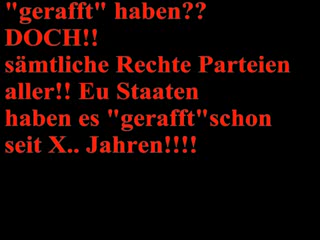 "gerafft" haben??
DOCH!!
sämtliche Rechte Parteien
aller!! Eu Staaten
haben es "gerafft"schon
seit X.. Jahren!!!!